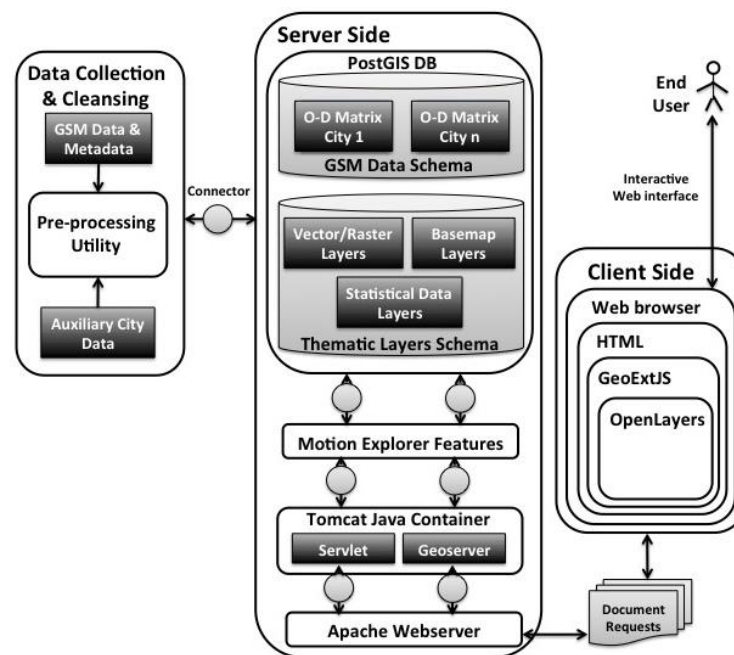 Data Collection
& Cleansing
GSM Data &
Metadata
Pre-processing
Utility
Auxiliary City
Data
Connector
Server Side
PostGIS DB
O-D Matrix
City 1
O-D Matrix
City n
GSM Data Schema
Vector/Raster
Layers
Basemap
Layers
Statistical Data
Layers
Thematic Layers Schema
Motion Explorer Features
Tomcat Java Container
Servlet
Geoserver
Apache Webserver
End
User
Interactive
Web interface
Client Side
Web browser
HTML
GeoExtJS
OpenLayers
Document
Requests